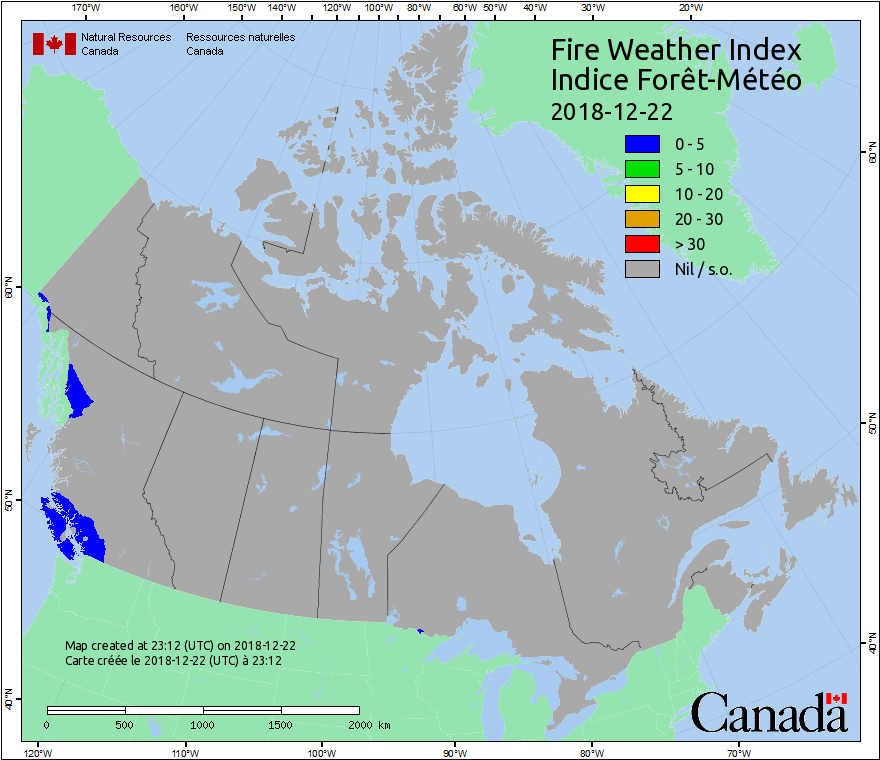 170°W 160°W 150°W 140°W 130°W 120°W 110°W 100°W 90°W 80°W 60°W 50°W 40°W 30°W 20°W
Natural Resources Ressources naturelles
Canada Canada
Fire Weather Index
Indice Forêt-Météo
2018-12-22
0 - 5
5 - 10
10 - 20
20 - 30
> 30
Nil / s.o.
60°N
60°N
50°N
50°N
40°N
40°N
Map created at 23:12 (UTC) on 2018-12-22
Carte créée le 2018-12-22 (UTC) à 23:12
0 500 1000 1500 2000 km
Canada
120°W 110°W 100°W 90°W 80°W 70°W